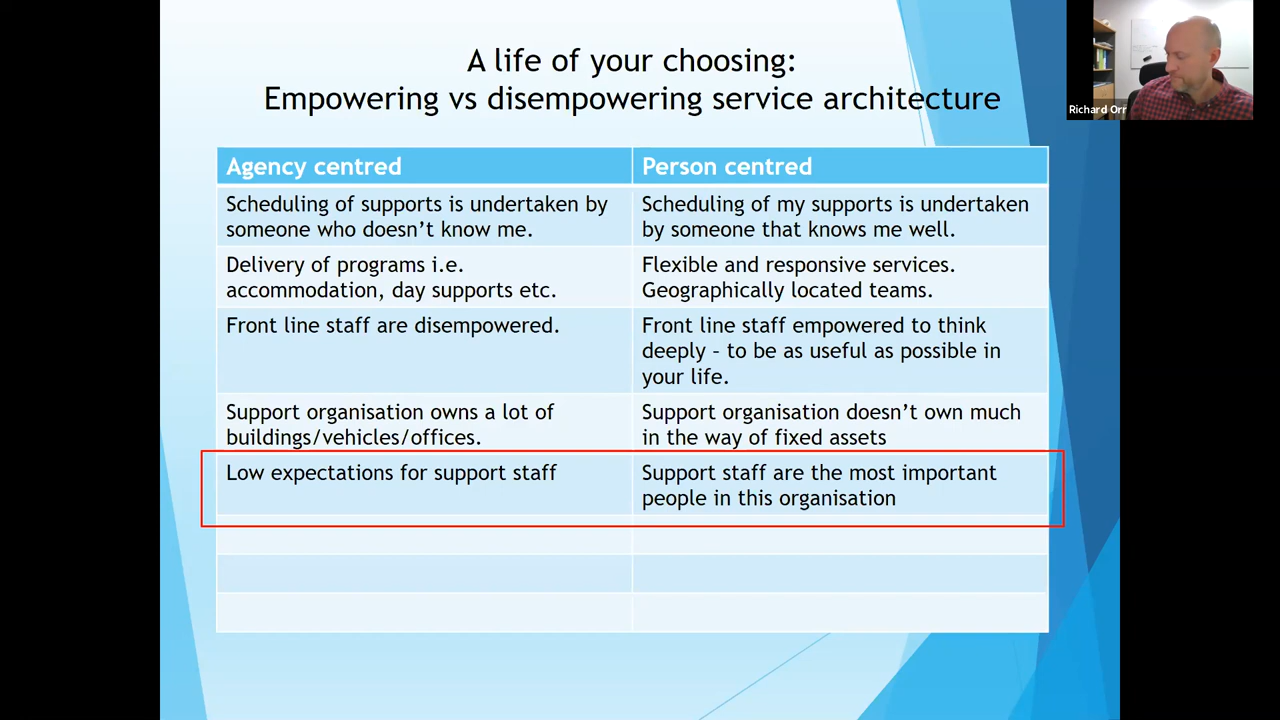 A life of your choosing:
Empowering vs disempowering service architecture
Richard Orr
Agency centred
Person centred
Scheduling of supports is undertaken by
someone who doesn’t know me.
Scheduling of my supports is undertaken
by someone that knows me well.
Delivery of programs i.e.
accommodation, day supports etc.
Flexible and responsive services.
Geographically located teams.
Front line staff are disempowered.
Front line staff empowered to think
deeply – to be as useful as possible in
your life.
Support organisation owns a lot of
buildings/vehicles/offices.
Support organisation doesn’t own much
in the way of fixed assets
Low expectations for support staff
Support staff are the most important
people in this organisation